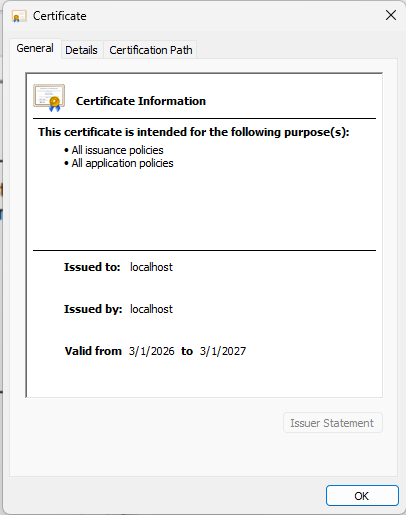 Certificate
General Details Certification Path
Certificate Information
This certificate is intended for the following purpose(s):
• All issuance policies
• All application policies
Issued to: localhost
Issued by: localhost
Valid from 3/1/2026 to 3/1/2027
Issuer Statement
OK